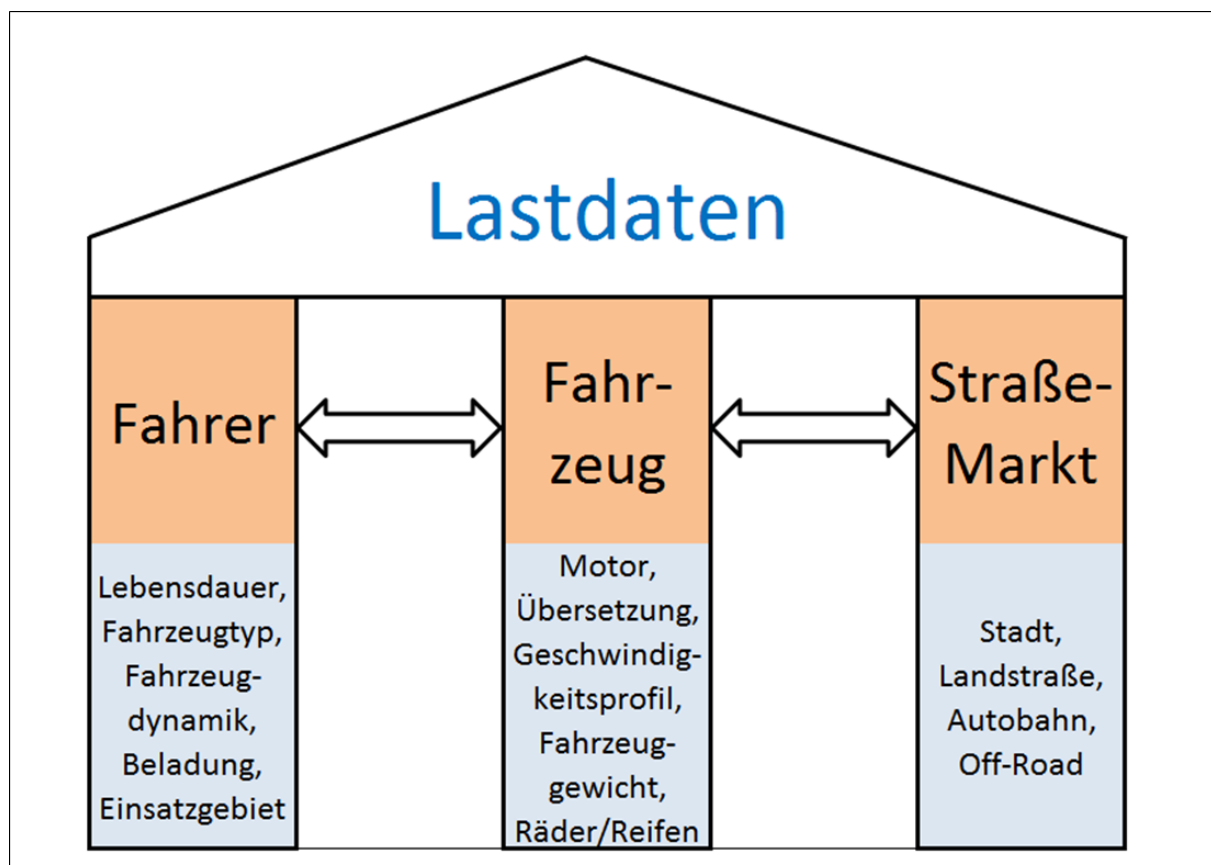 Lastdaten
Fahrer
Lebensdauer,
Fahrzeugtyp,
Fahrzeug-
dynamik,
Beladung,
Einsatzgebiet
Fahr-
zeug
Motor,
Übersetzung,
Geschwindig-
keitsprofil,
Fahrzeug-
gewicht,
Räder/Reifen
Straße-
Markt
Stadt,
Landstraße,
Autobahn,
Off-Road